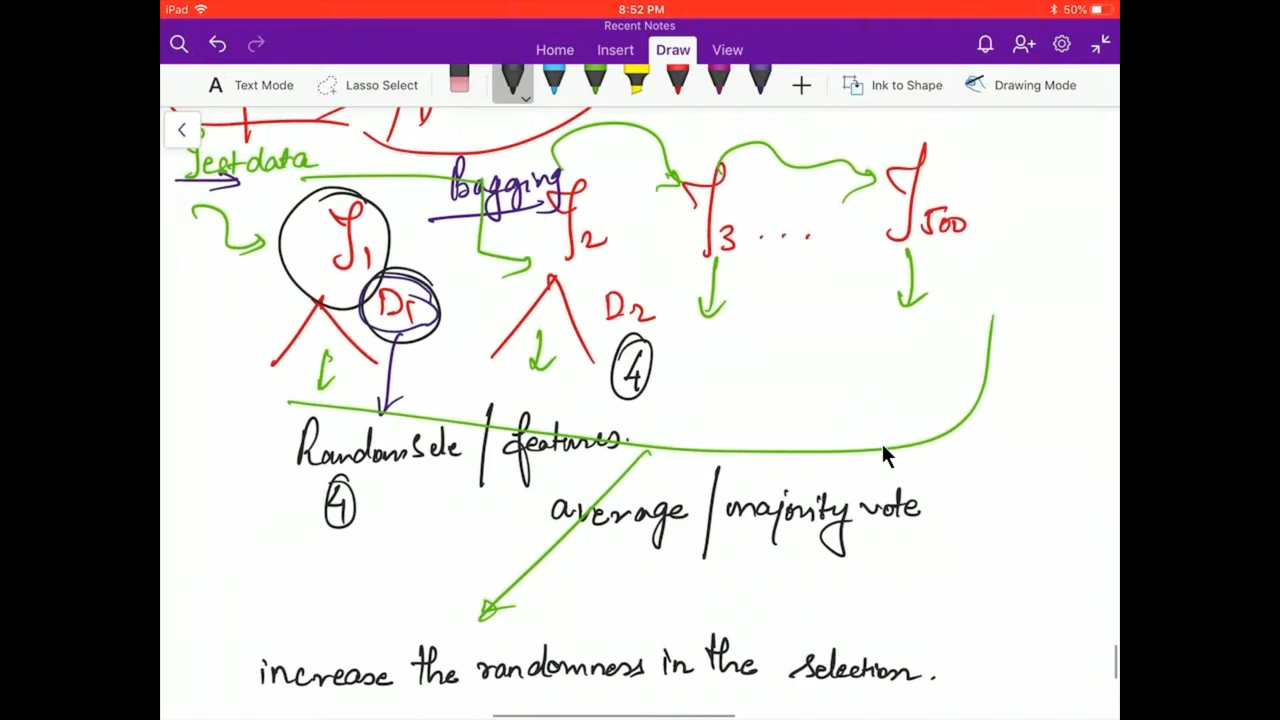 iPad 8:52 PM 50%
Recent Notes
Home Insert Draw View
A Text Mode Lasso Select Ink to Shape Drawing Mode
Test data
Bagging
T1 T2 T3 ... T500
D1 D2
4
Random Sele / features.
4
average / majority vote
increase the randomness in the selection.